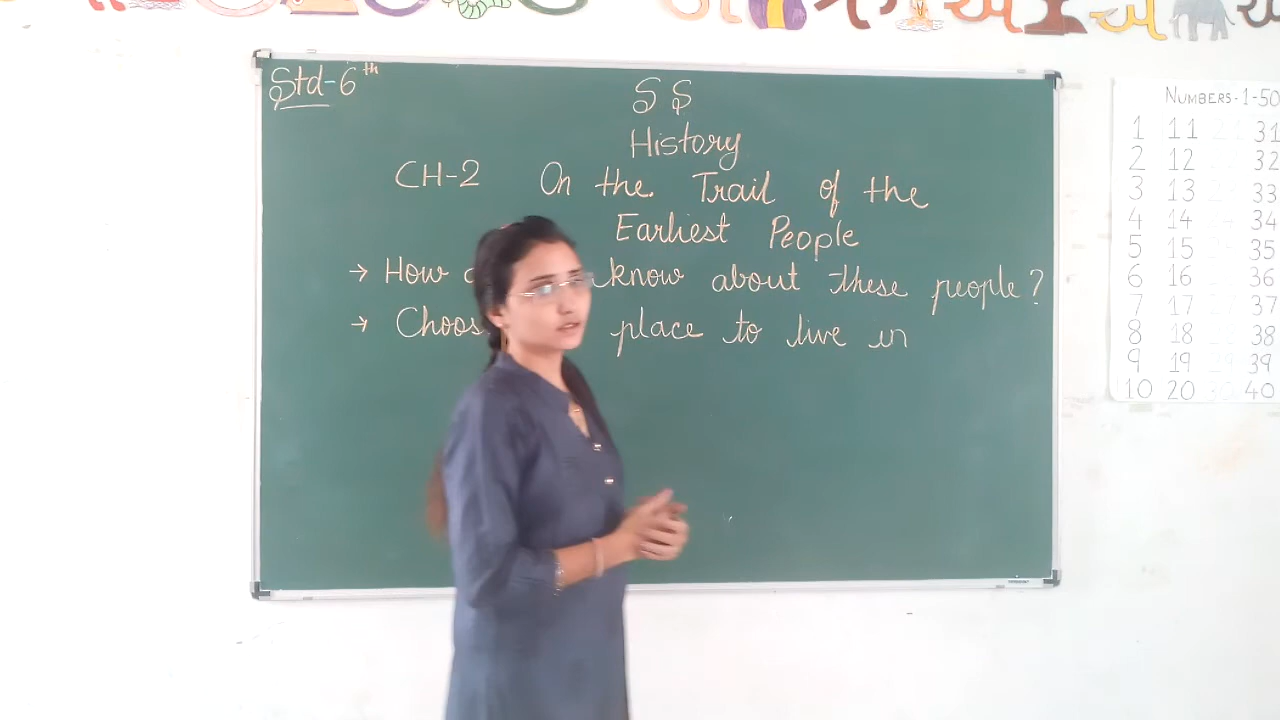 Std-6th
S S
History
CH-2 On the Trail of the
Earliest People
→ How know about these people?
→ place to live in
NUMBERS-1-50
1 11 31
2 12 32
3 13 33
4 14 34
5 15 35
6 16 36
7 17 37
8 18 38
9 19 39
10 20 30 40